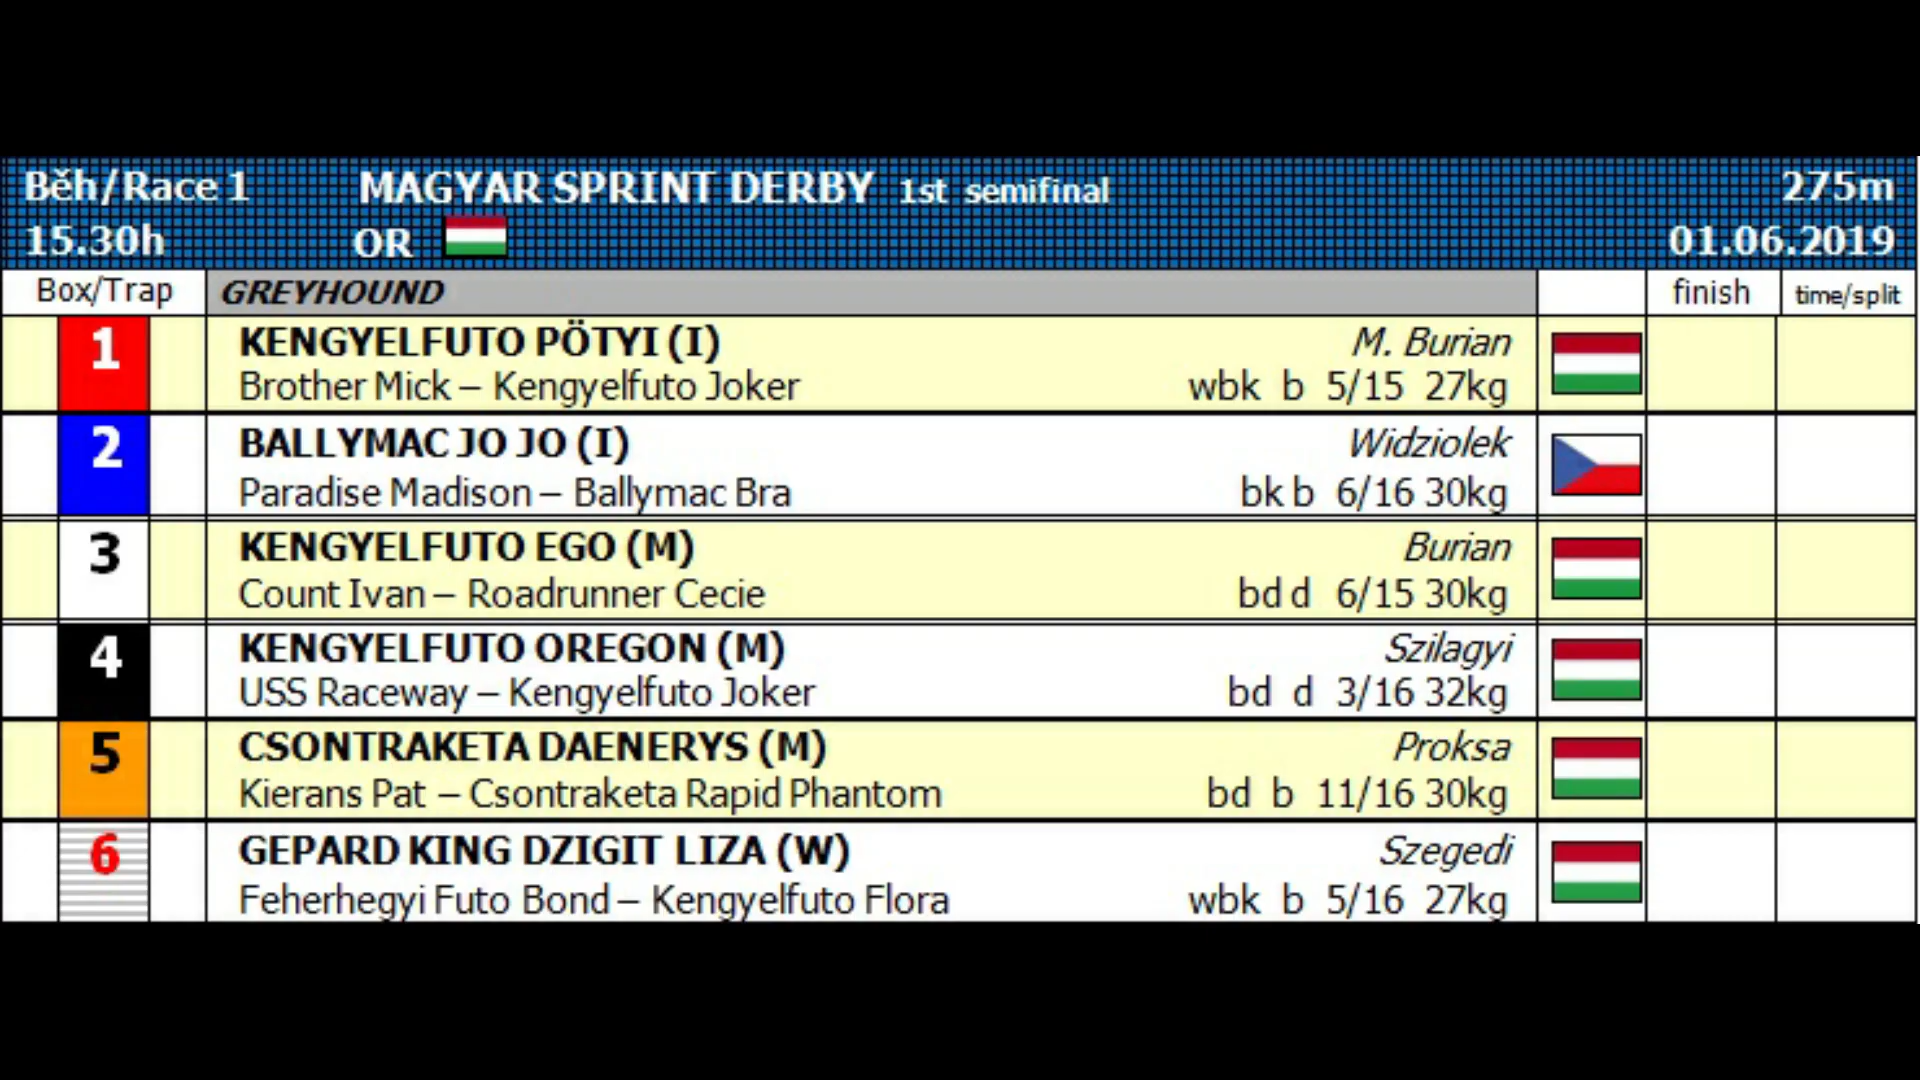 Běh/Race 1 MAGYAR SPRINT DERBY 1st semifinal 275m
15.30h OR 01.06.2019
Box/Trap GREYHOUND finish time/split
1 KENGYELFUTO PÖTYI (I) M. Burian
Brother Mick – Kengyelfuto Joker wbk b 5/15 27kg
2 BALLYMAC JO JO (I) Widziolek
Paradise Madison – Ballymac Bra bk b 6/16 30kg
3 KENGYELFUTO EGO (M) Burian
Count Ivan – Roadrunner Cecie bd d 6/15 30kg
4 KENGYELFUTO OREGON (M) Szilagyi
USS Raceway – Kengyelfuto Joker bd d 3/16 32kg
5 CSONTRAKETA DAENERYS (M) Proksa
Kierans Pat – Csontraketa Rapid Phantom bd b 11/16 30kg
6 GEPARD KING DZIGIT LIZA (W) Szegedi
Feherhegyi Futo Bond – Kengyelfuto Flora wbk b 5/16 27kg